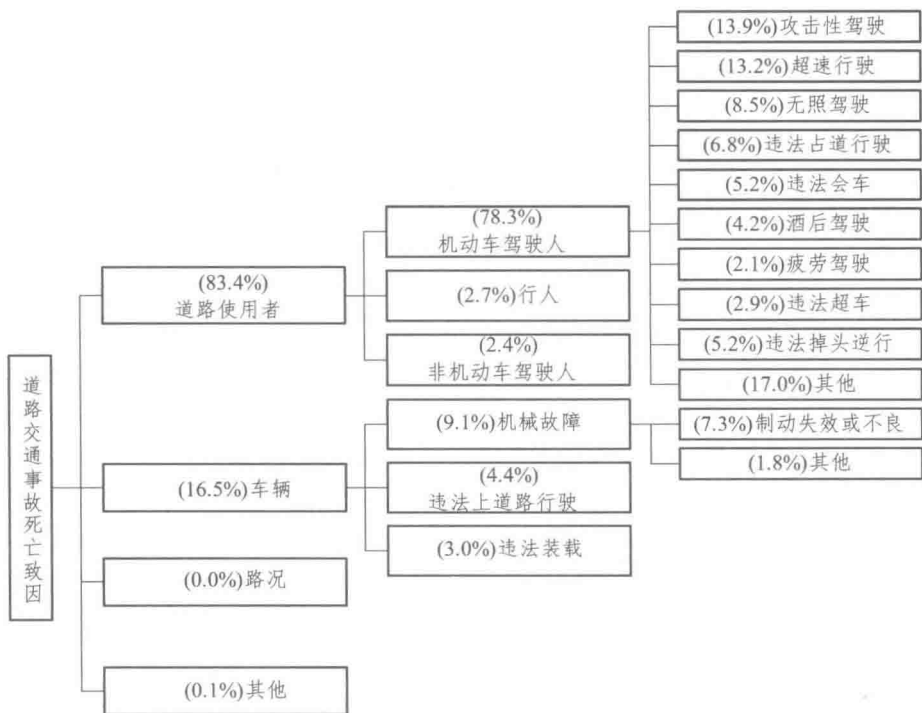 道路交通事故死亡致因
(83.4%)
道路使用者
(16.5%)车辆
(0.0%)路况
(0.1%)其他
(78.3%)
机动车驾驶人
(2.7%)行人
(2.4%)
非机动车驾驶人
(9.1%)机械故障
(4.4%)
违法上道路行驶
(3.0%)违法装载
(13.9%)攻击性驾驶
(13.2%)超速行驶
(8.5%)无照驾驶
(6.8%)违法占道行驶
(5.2%)违法会车
(4.2%)酒后驾驶
(2.1%)疲劳驾驶
(2.9%)违法超车
(5.2%)违法掉头逆行
(17.0%)其他
(7.3%)制动失效或不良
(1.8%)其他